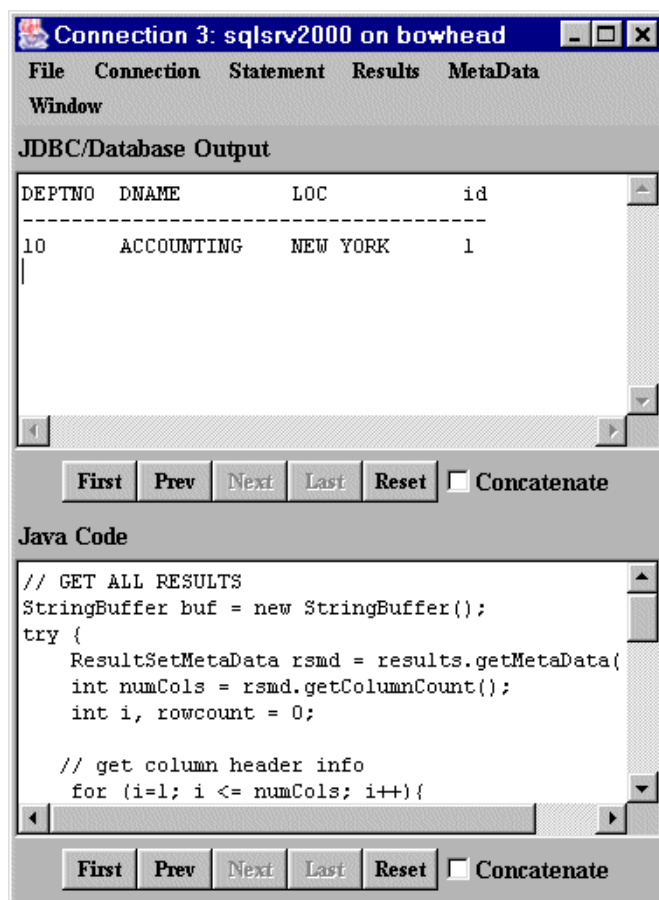 Connection 3: sqlsrv2000 on bowhead
File Connection Statement Results MetaData
Window
JDBC/Database Output
DEPTNO DNAME LOC id
--------------------------------------
10 ACCOUNTING NEW YORK 1
First Prev Next Last Reset Concatenate
Java Code
// GET ALL RESULTS
StringBuffer buf = new StringBuffer();
try {
    ResultSetMetaData rsmd = results.getMetaData(
    int numCols = rsmd.getColumnCount();
    int i, rowcount = 0;
   // get column header info
    for (i=1; i <= numCols; i++){
First Prev Next Last Reset Concatenate